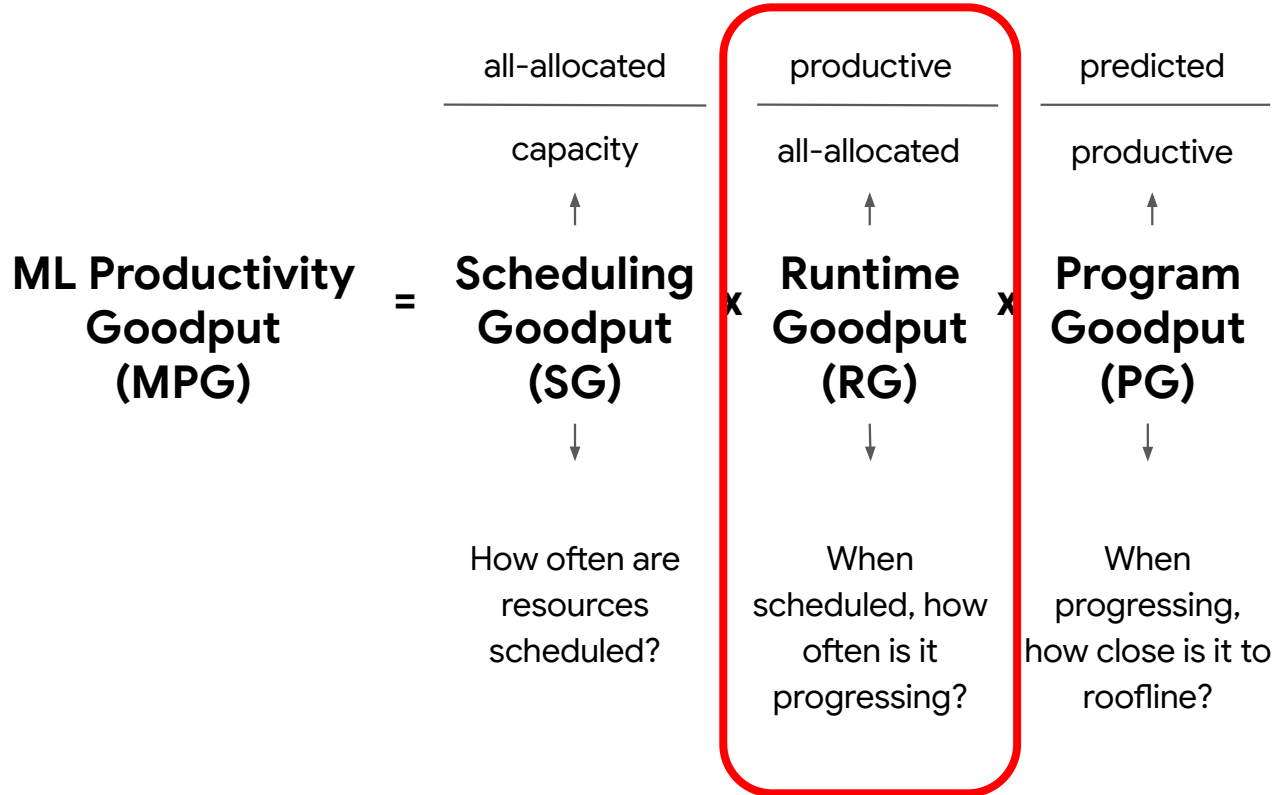 all-allocated
capacity
productive
all-allocated
predicted
productive
ML Productivity
Goodput
(MPG)
=
Scheduling
Goodput
(SG)
x
Runtime
Goodput
(RG)
x
Program
Goodput
(PG)
How often are
resources
scheduled?
When
scheduled, how
often is it
progressing?
When
progressing,
how close is it to
roofline?